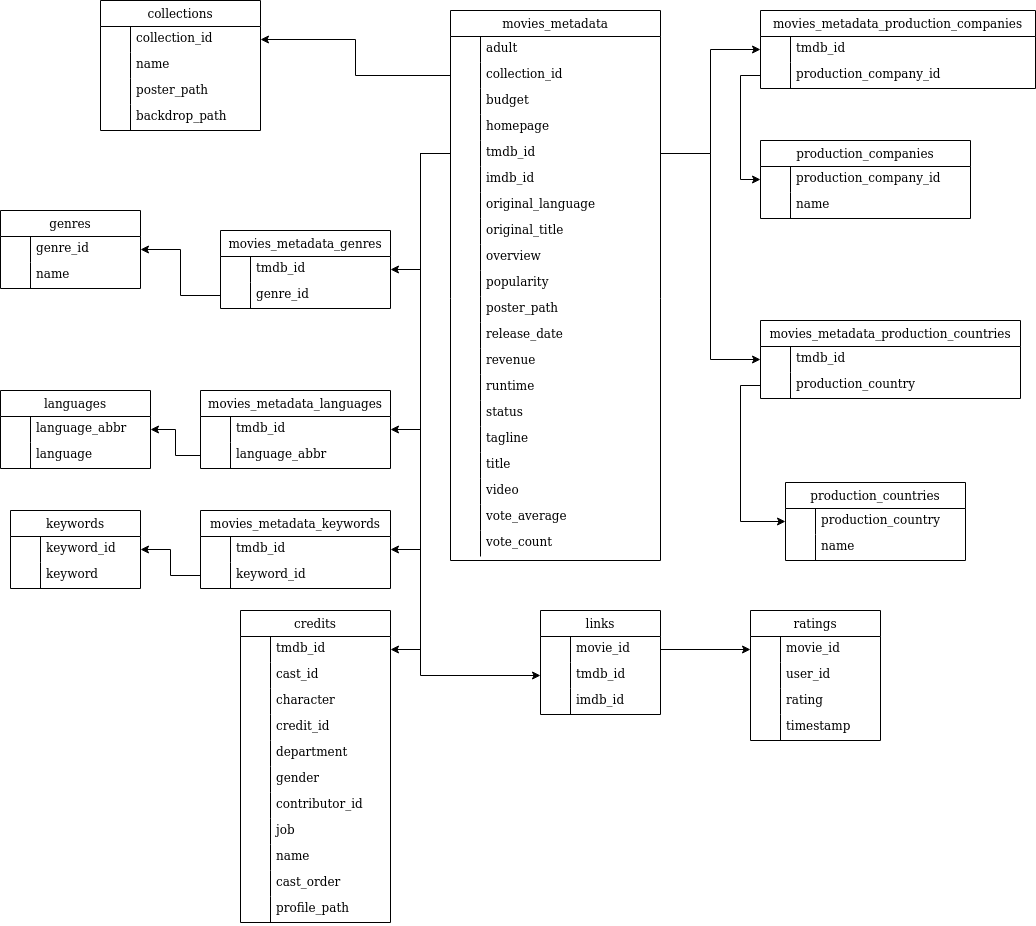 collections
collection_id
name
poster_path
backdrop_path
movies_metadata
adult
collection_id
budget
homepage
tmdb_id
imdb_id
original_language
original_title
overview
popularity
poster_path
release_date
revenue
runtime
status
tagline
title
video
vote_average
vote_count
movies_metadata_production_companies
tmdb_id
production_company_id
production_companies
production_company_id
name
genres
genre_id
name
movies_metadata_genres
tmdb_id
genre_id
movies_metadata_production_countries
tmdb_id
production_country
languages
language_abbr
language
movies_metadata_languages
tmdb_id
language_abbr
production_countries
production_country
name
keywords
keyword_id
keyword
movies_metadata_keywords
tmdb_id
keyword_id
credits
tmdb_id
cast_id
character
credit_id
department
gender
contributor_id
job
name
cast_order
profile_path
links
movie_id
tmdb_id
imdb_id
ratings
movie_id
user_id
rating
timestamp